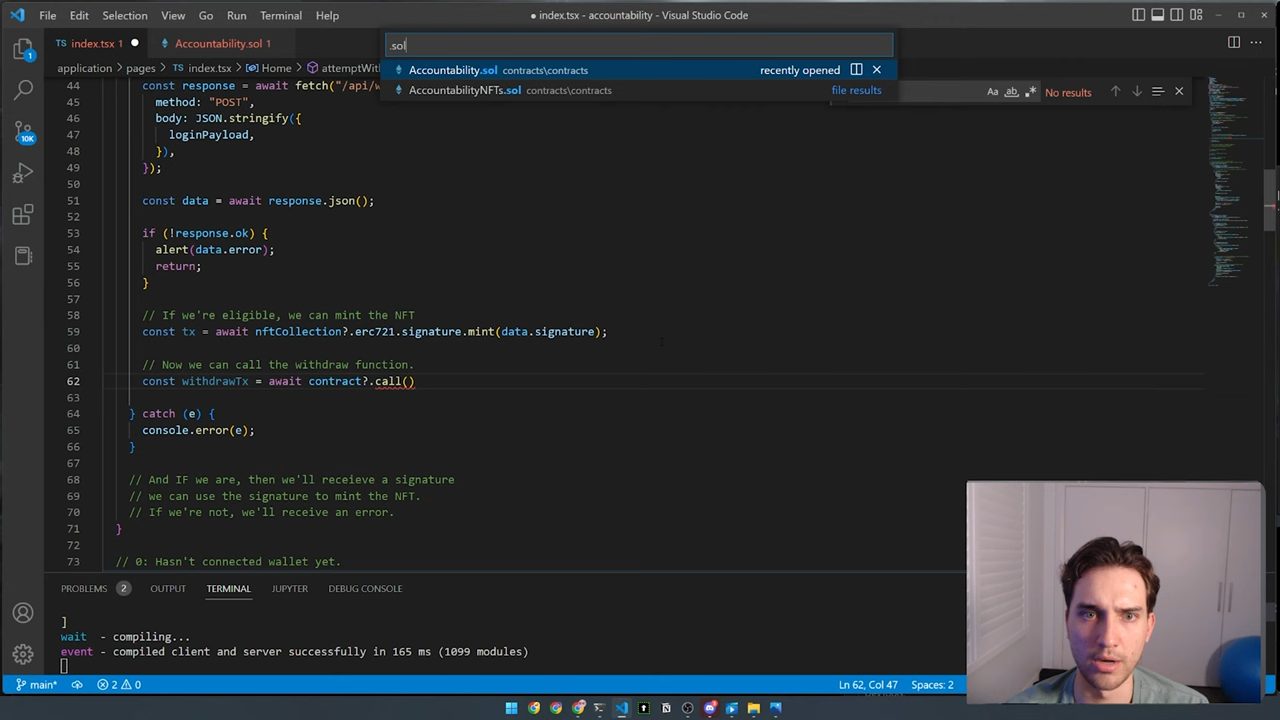 File Edit Selection View Go Run Terminal Help
● index.tsx - accountability - Visual Studio Code
1
TS index.tsx 1 ●
Accountability.sol 1
.sol
Accountability.sol contracts\contracts recently opened
AccountabilityNFTs.sol contracts\contracts file results
application > pages > TS index.tsx > Home >
Aa ab .* No results
44 const response = await fetch("/api/w
45 method: "POST",
46 body: JSON.stringify({
47 loginPayload,
48 }),
49 });
50
51 const data = await response.json();
52
53 if (!response.ok) {
54 alert(data.error);
55 return;
56 }
57
58 // If we're eligible, we can mint the NFT
59 const tx = await nftCollection?.erc721.signature.mint(data.signature);
60
61 // Now we can call the withdraw function.
62 const withdrawTx = await contract?.call()
63
64 } catch (e) {
65 console.error(e);
66 }
67
68 // And IF we are, then we'll receieve a signature
69 // we can use the signature to mint the NFT.
70 // If we're not, we'll receive an error.
71 }
72
73 // 0: Hasn't connected wallet yet.
10K
PROBLEMS 2 OUTPUT TERMINAL JUPYTER DEBUG CONSOLE
]
wait - compiling...
event - compiled client and server successfully in 165 ms (1099 modules)
main* 2 0
Ln 62, Col 47 Spaces: 2